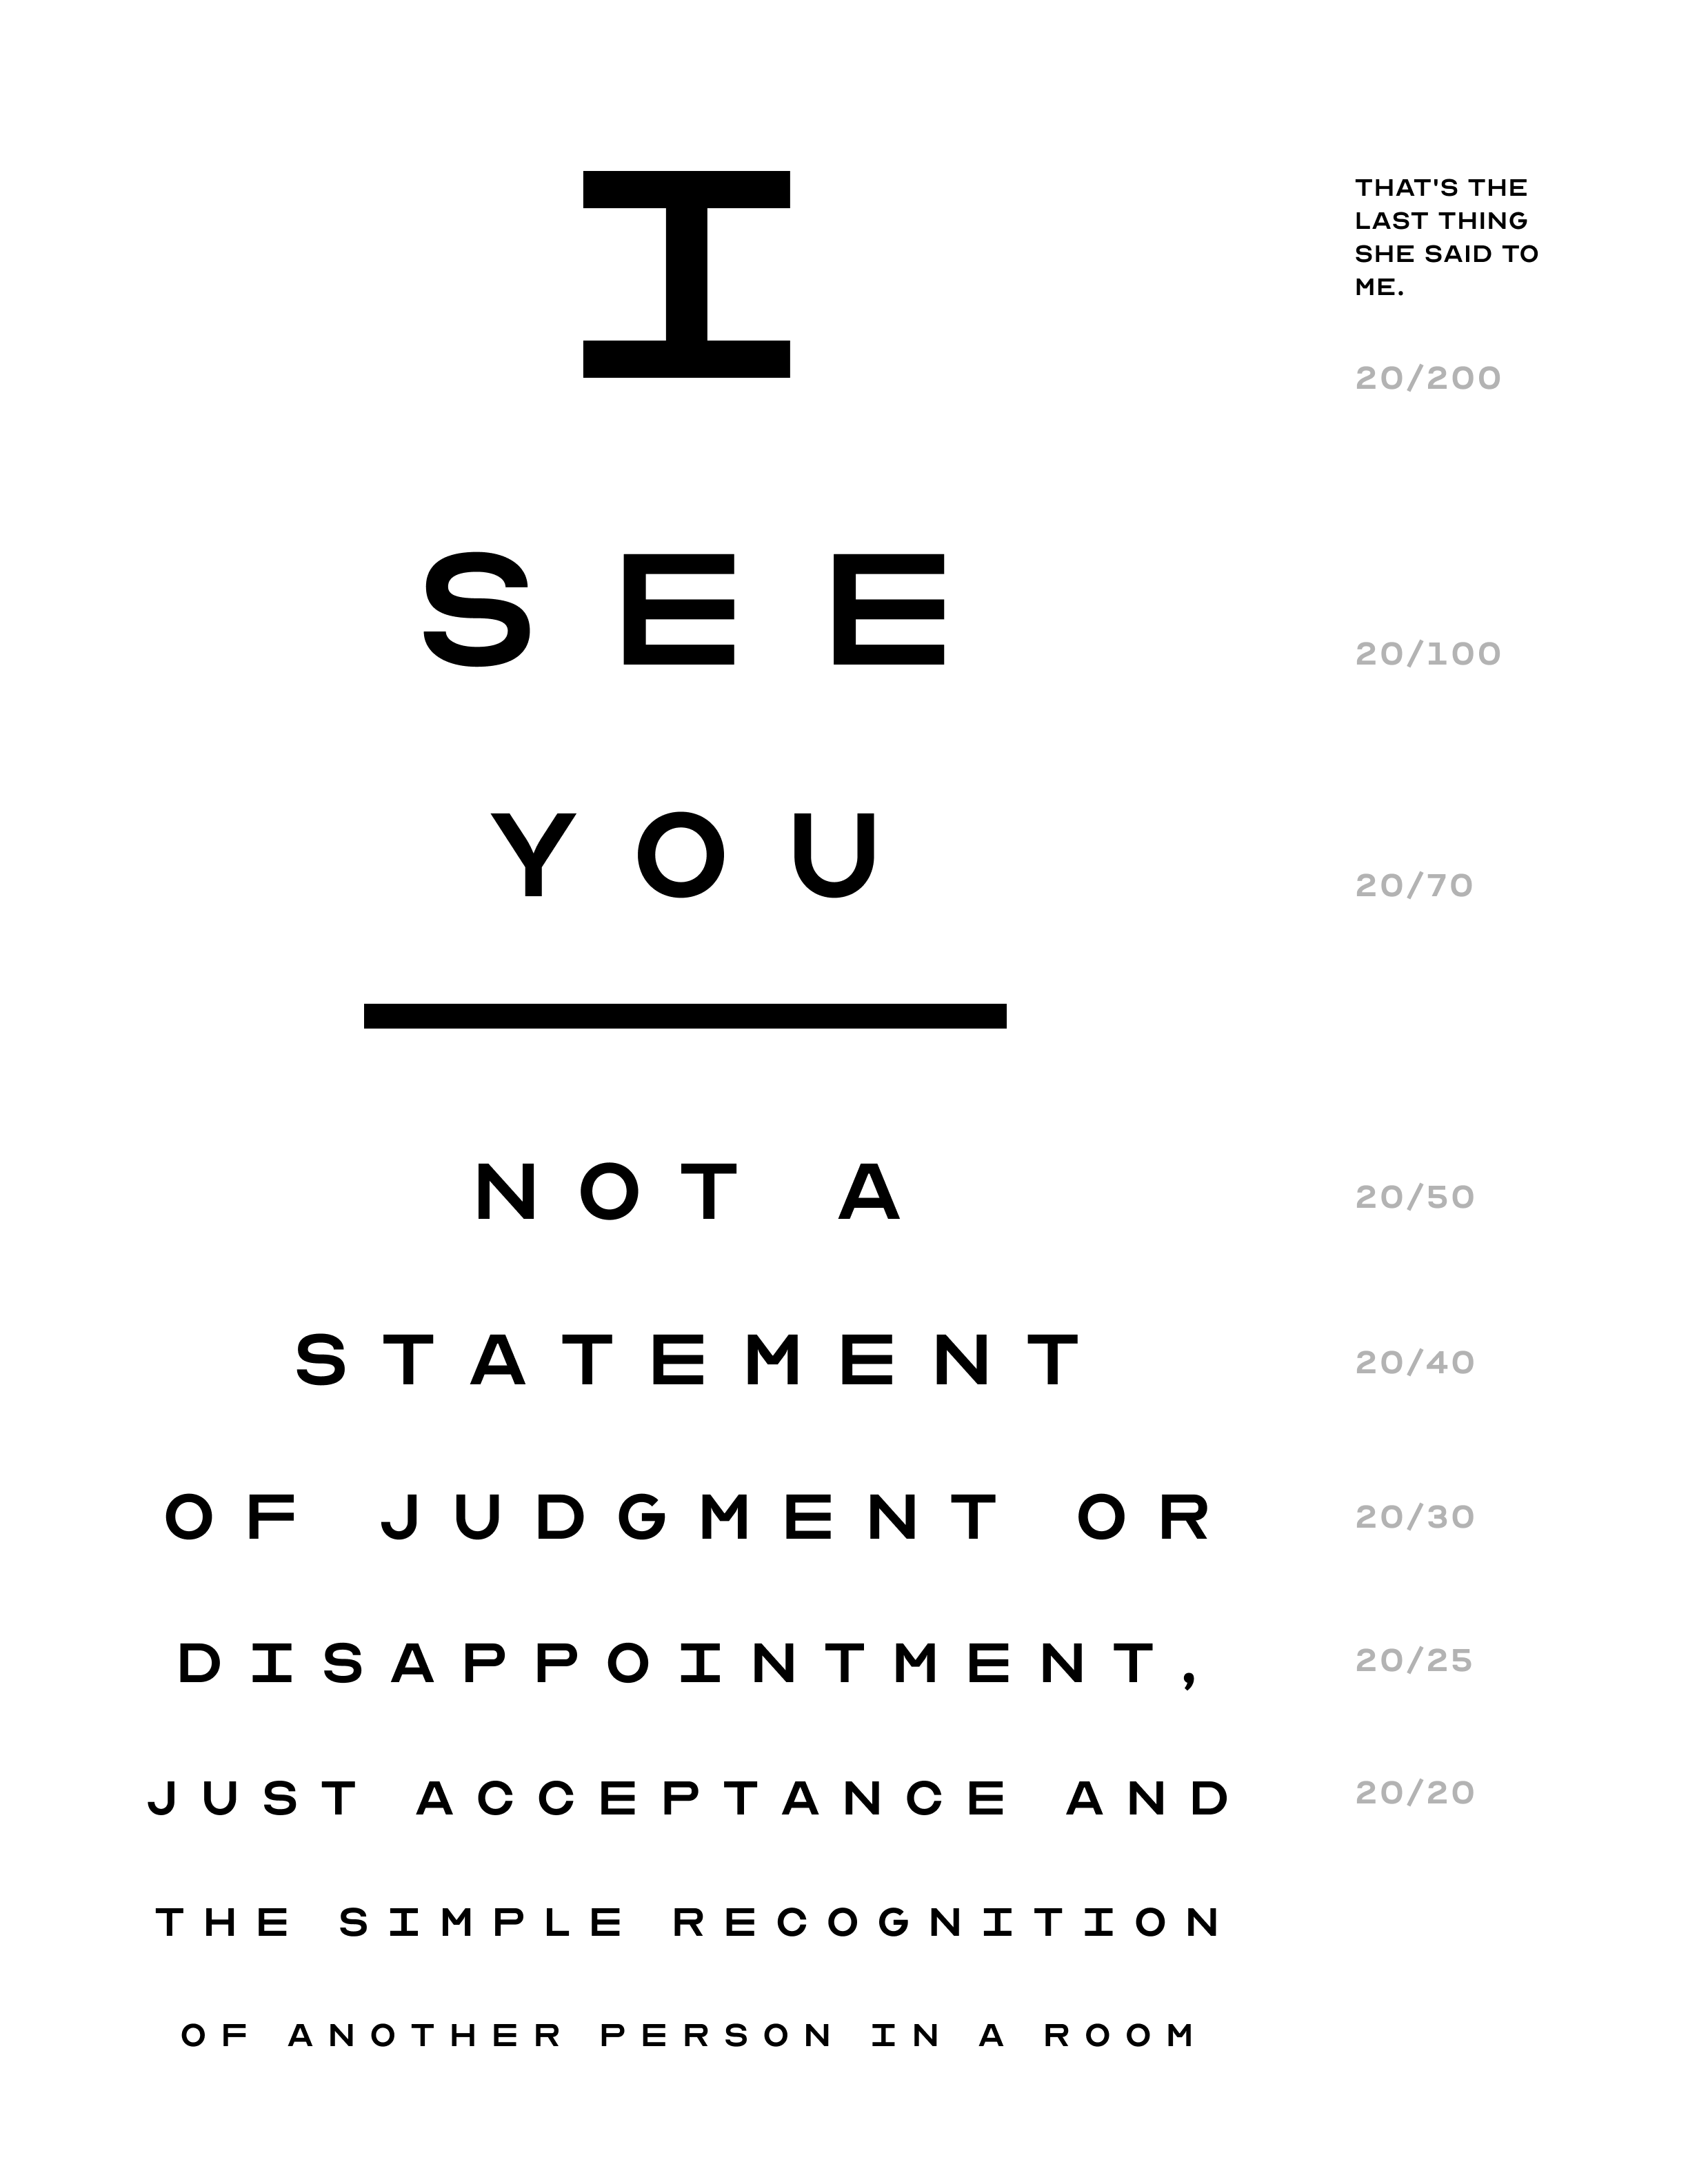 I
THAT'S THE
LAST THING
SHE SAID TO
ME.
20/200
SEE
20/100
YOU
20/70
NOT A
20/50
STATEMENT
20/40
OF JUDGMENT OR
20/30
DISAPPOINTMENT,
20/25
JUST ACCEPTANCE AND
20/20
THE SIMPLE RECOGNITION
OF ANOTHER PERSON IN A ROOM